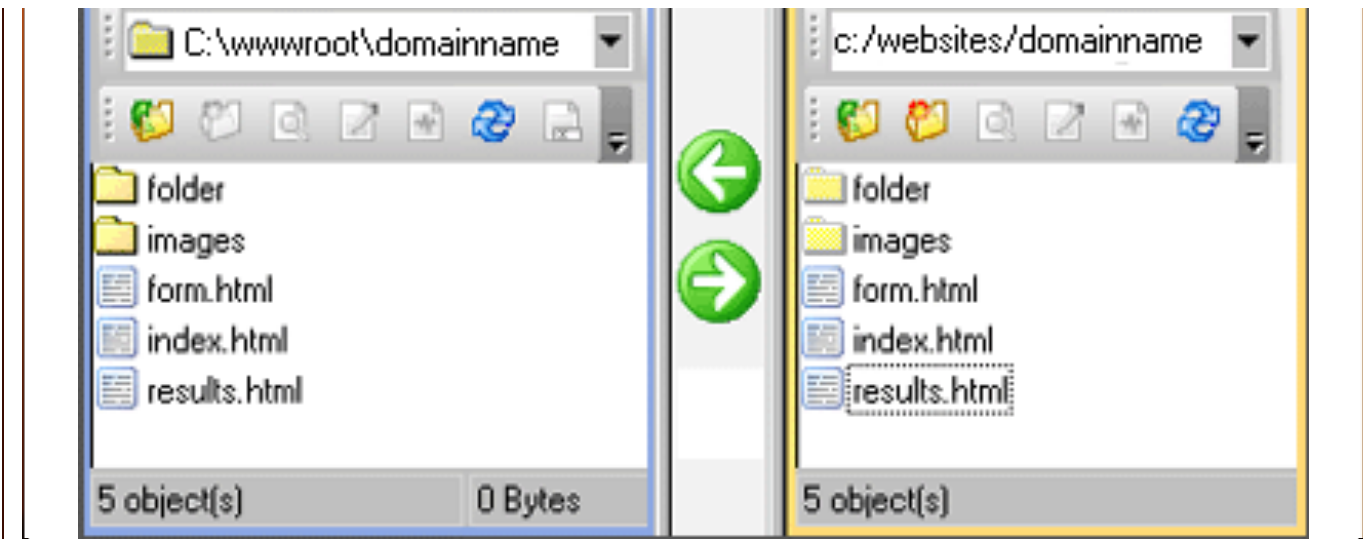 C:\wwwroot\domainname
folder
images
form.html
index.html
results.html
5 object(s) 0 Bytes
c:/websites/domainname
folder
images
form.html
index.html
results.html
5 object(s)